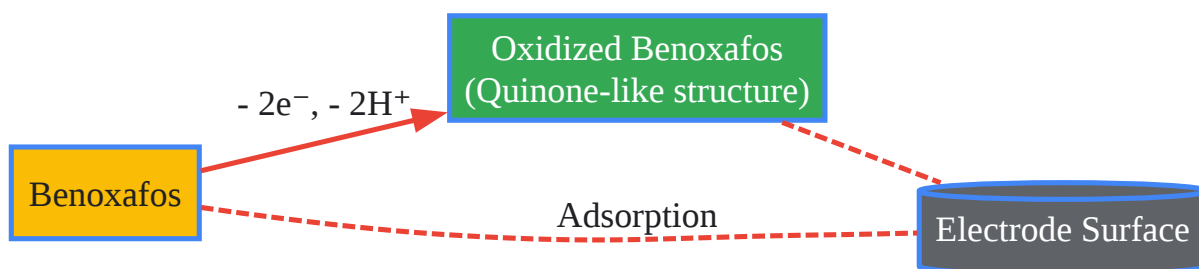 Oxidized Benoxafos
(Quinone-like structure)
- 2e⁻, - 2H⁺
Benoxafos
Adsorption
Electrode Surface